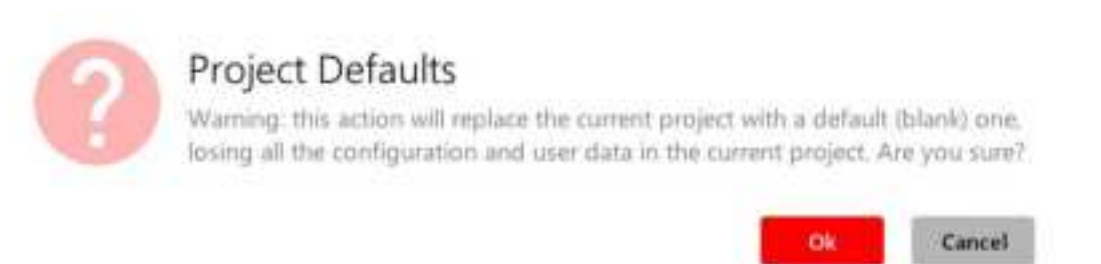 Project Defaults
Warning: this action will replace the current project with a default (blank) one,
losing all the configuration and user data in the current project. Are you sure?
Ok
Cancel